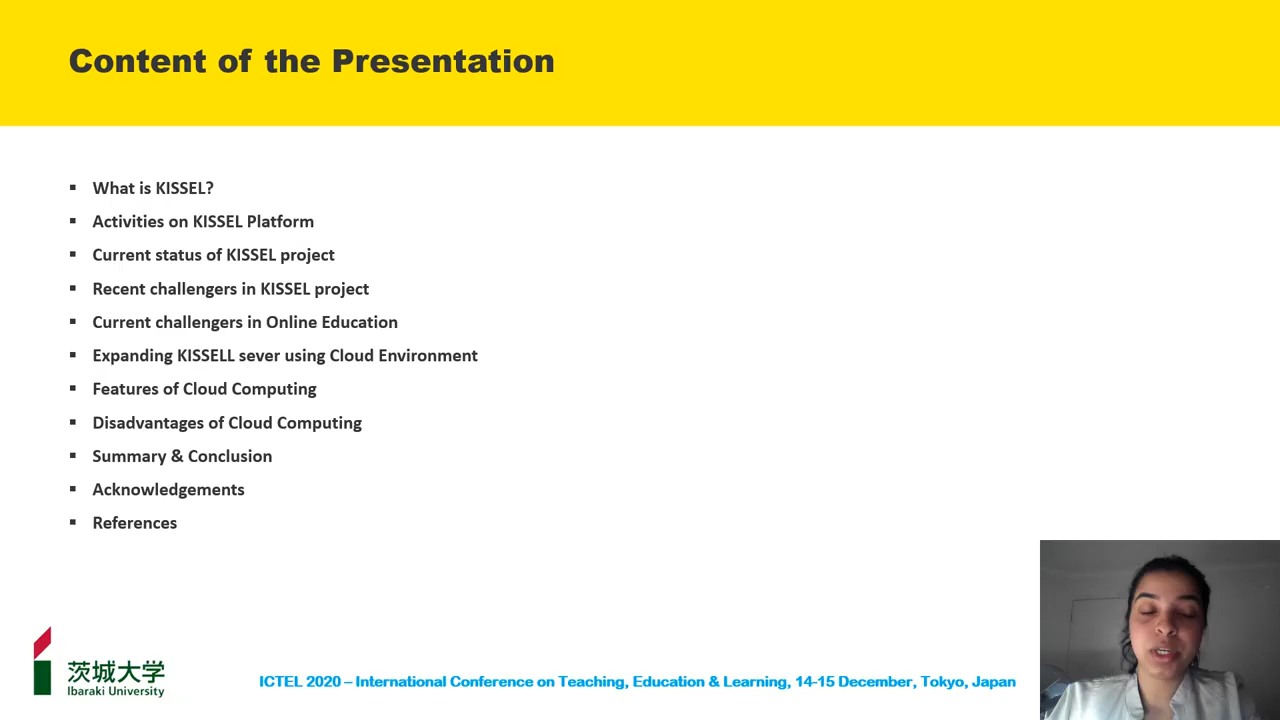 Content of the Presentation
▪ What is KISSEL?
▪ Activities on KISSEL Platform
▪ Current status of KISSEL project
▪ Recent challengers in KISSEL project
▪ Current challengers in Online Education
▪ Expanding KISSELL sever using Cloud Environment
▪ Features of Cloud Computing
▪ Disadvantages of Cloud Computing
▪ Summary & Conclusion
▪ Acknowledgements
▪ References
茨城大学
Ibaraki University
ICTEL 2020 – International Conference on Teaching, Education & Learning, 14-15 December, Tokyo, Japan